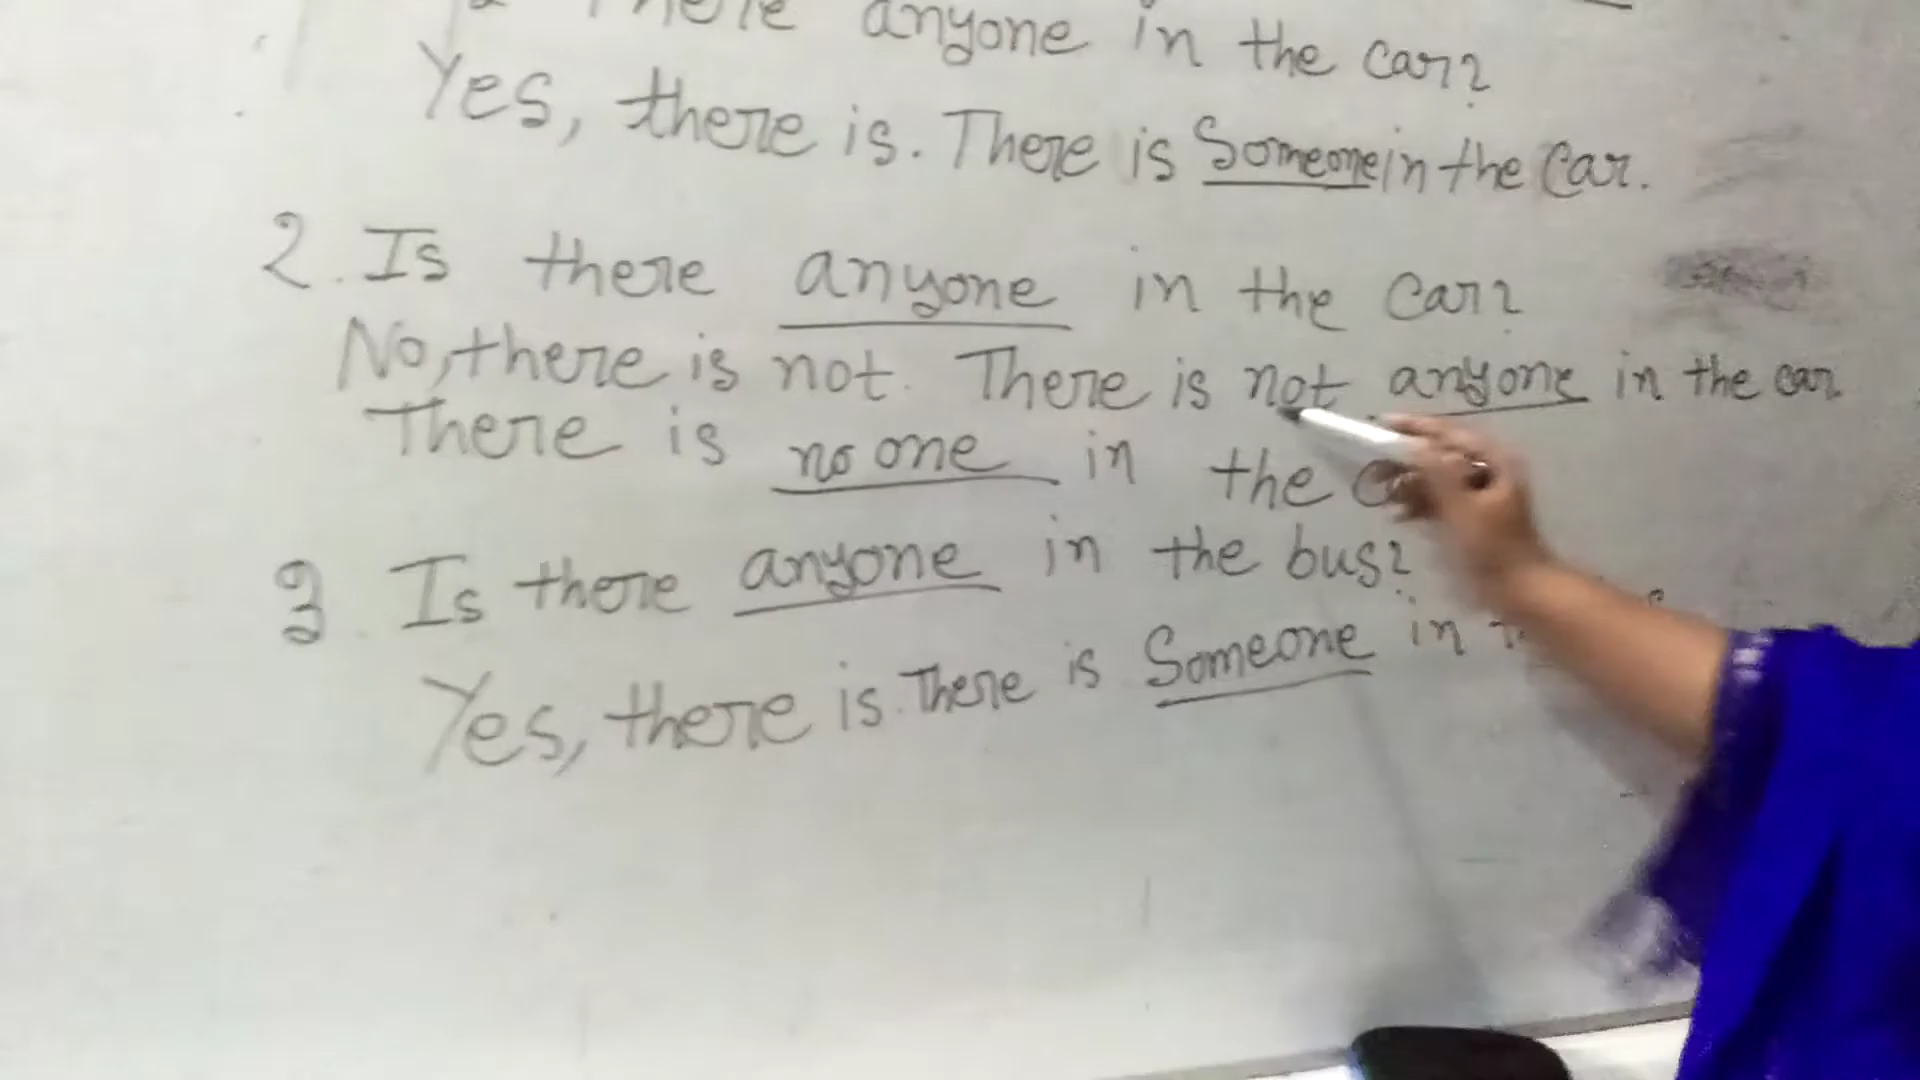 there anyone in the car?
Yes, there is. There is Someone in the Car.
2. Is there anyone in the car?
No, there is not. There is not anyone in the car
There is no one in the
3. Is there anyone in the bus?
Yes, there is. There is Someone in